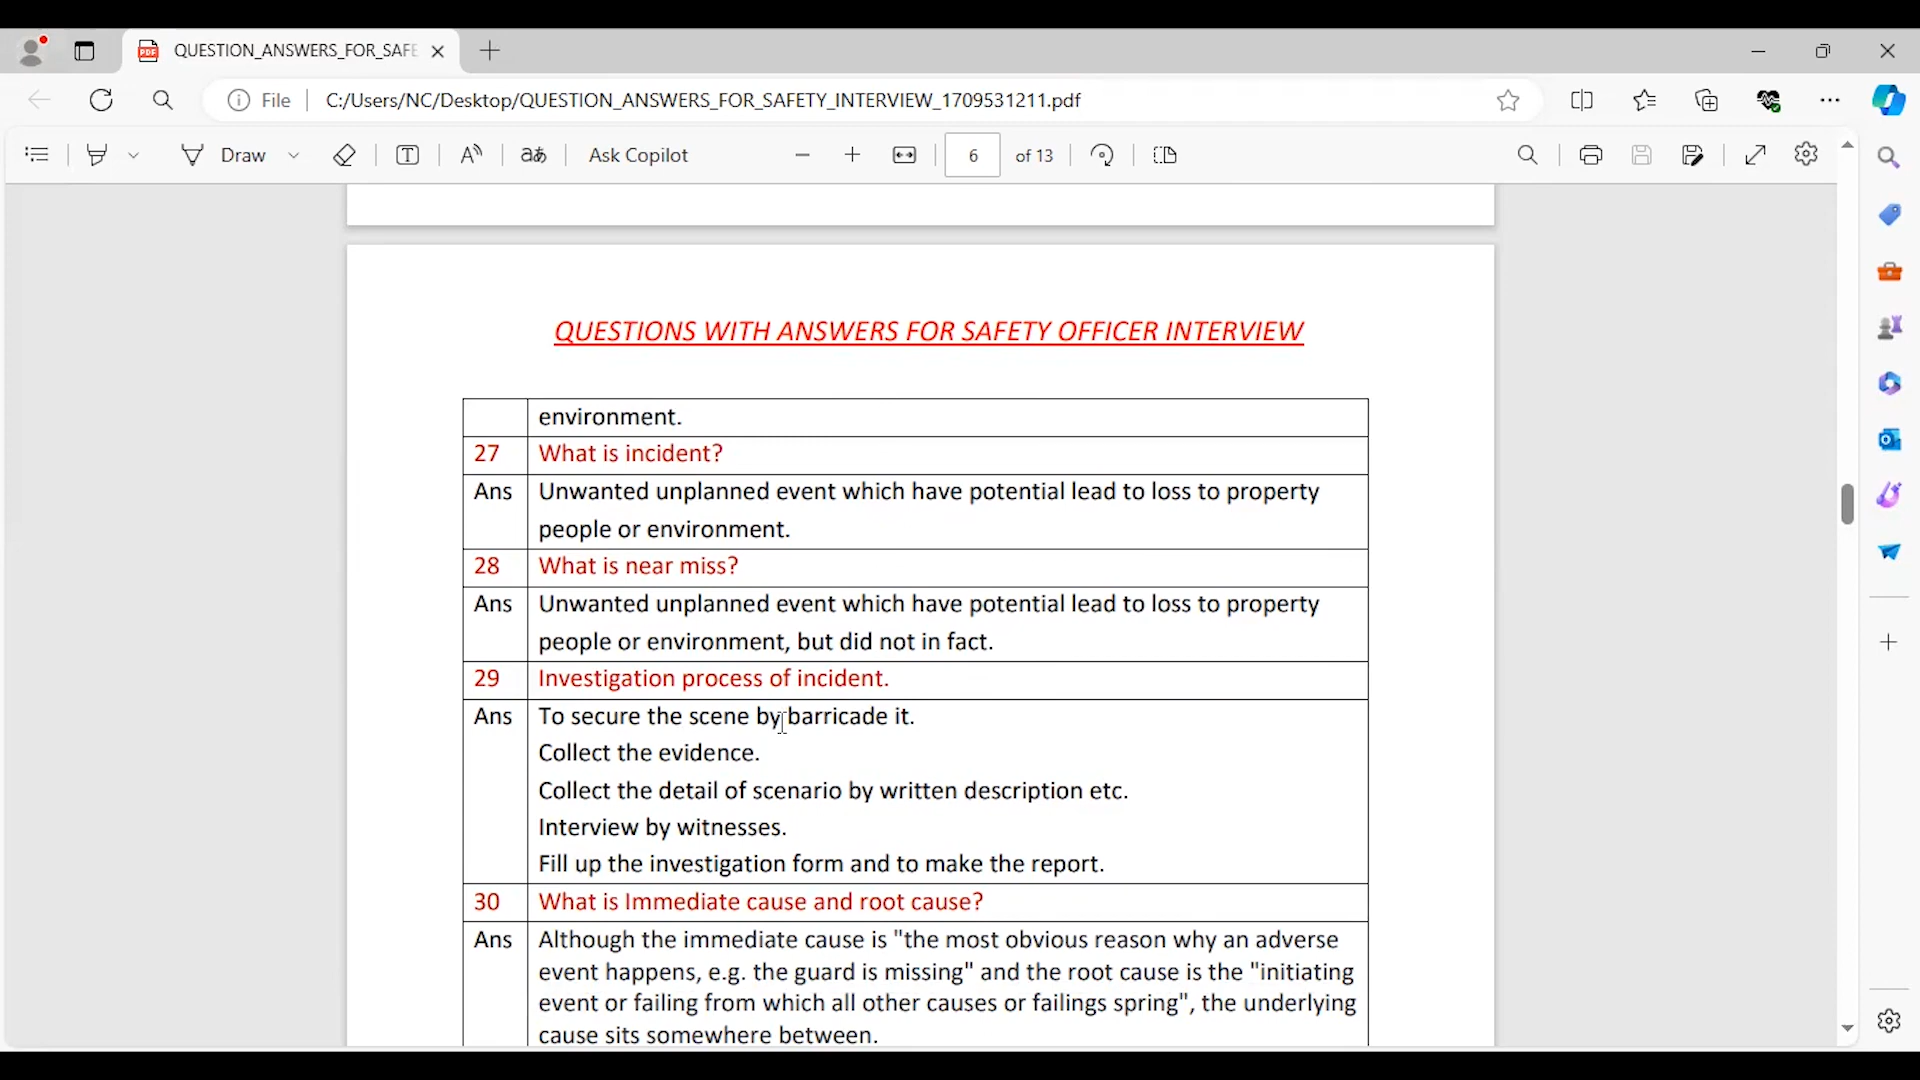 QUESTION_ANSWERS_FOR_SAFE
File
C:/Users/NC/Desktop/QUESTION_ANSWERS_FOR_SAFETY_INTERVIEW_1709531211.pdf
Draw
Ask Copilot
6
of 13
QUESTIONS WITH ANSWERS FOR SAFETY OFFICER INTERVIEW
environment.
27 What is incident?
Ans Unwanted unplanned event which have potential lead to loss to property
people or environment.
28 What is near miss?
Ans Unwanted unplanned event which have potential lead to loss to property
people or environment, but did not in fact.
29 Investigation process of incident.
Ans To secure the scene by barricade it.
Collect the evidence.
Collect the detail of scenario by written description etc.
Interview by witnesses.
Fill up the investigation form and to make the report.
30 What is Immediate cause and root cause?
Ans Although the immediate cause is "the most obvious reason why an adverse
event happens, e.g. the guard is missing" and the root cause is the "initiating
event or failing from which all other causes or failings spring", the underlying
cause sits somewhere between.